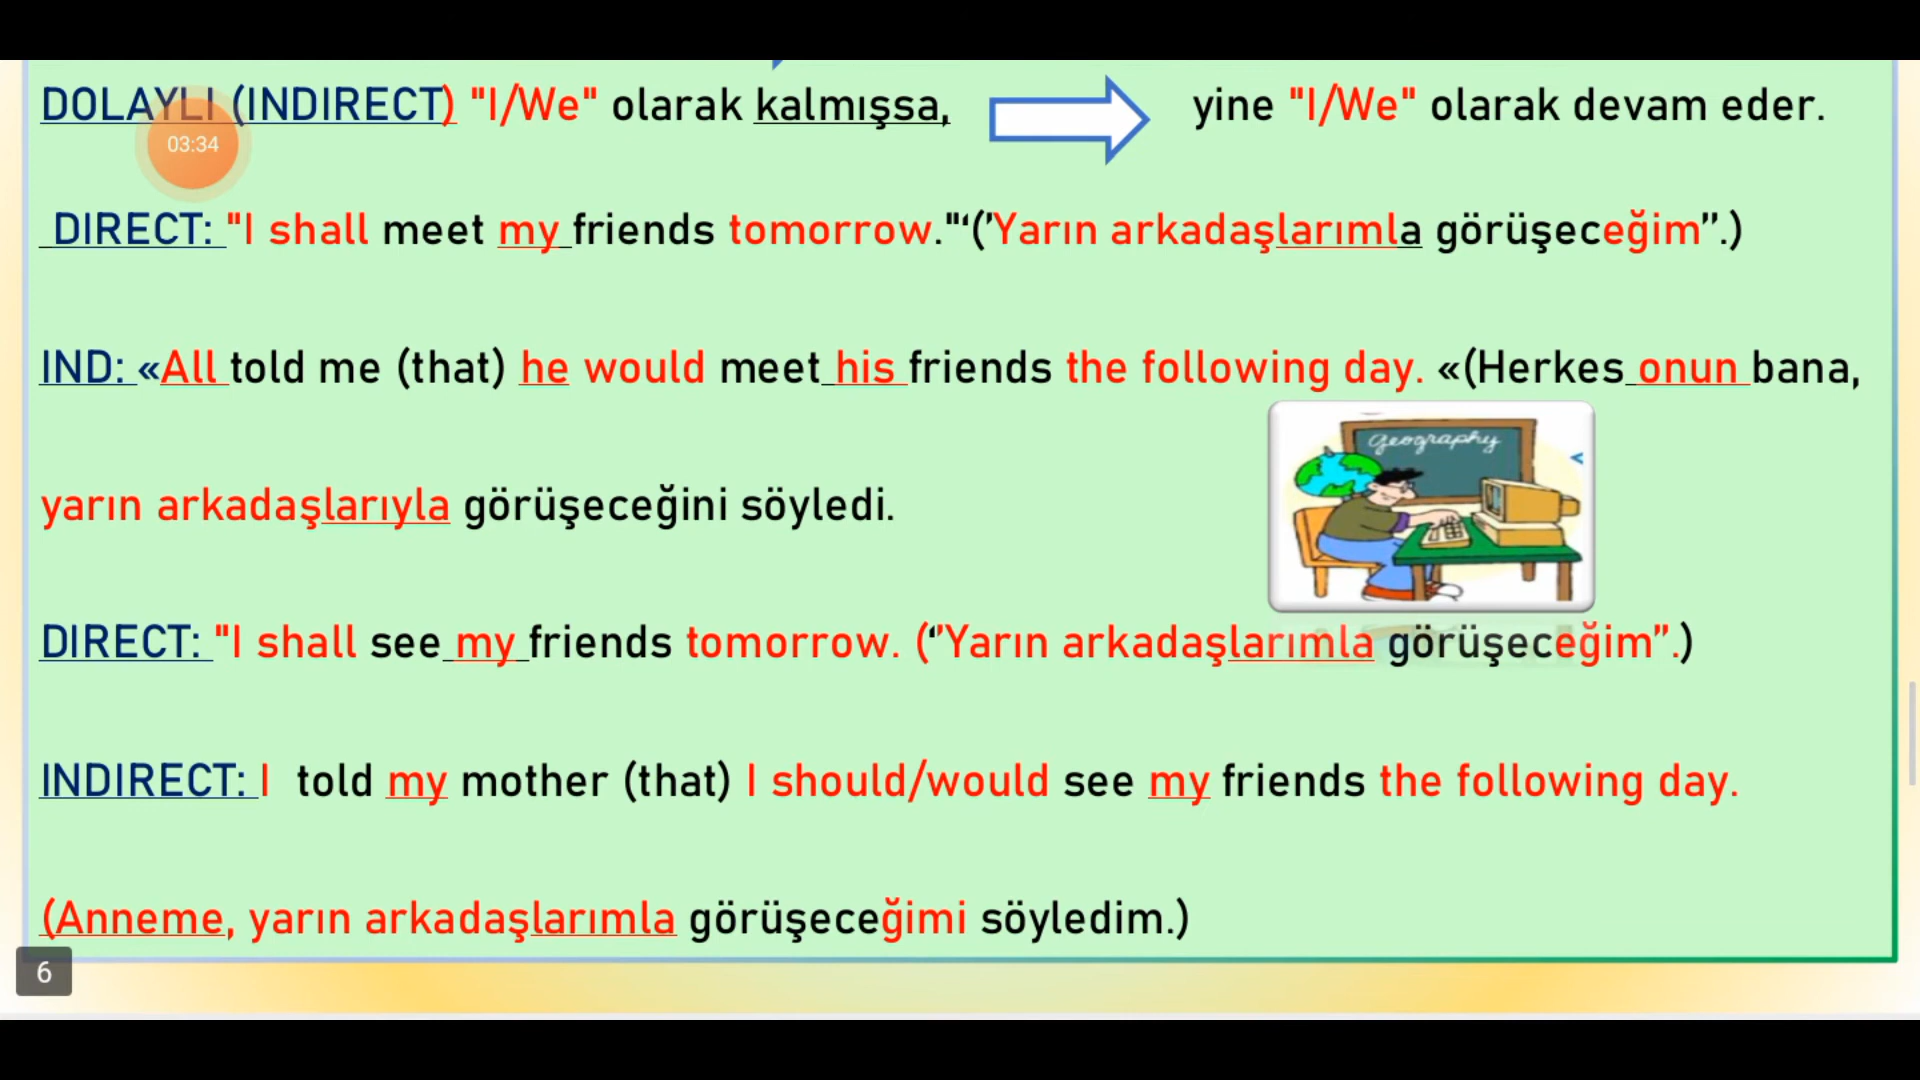 DOLAYLI (INDIRECT) "I/We" olarak kalmışsa, yine "I/We" olarak devam eder.
03:34
DIRECT: "I shall meet my friends tomorrow."‘(’Yarın arkadaşlarımla görüşeceğim”.)
IND: «All told me (that) he would meet his friends the following day. «(Herkes onun bana,
Geography
yarın arkadaşlarıyla görüşeceğini söyledi.
DIRECT: "I shall see my friends tomorrow. (‘’Yarın arkadaşlarımla görüşeceğim”.)
INDIRECT: I told my mother (that) I should/would see my friends the following day.
(Anneme, yarın arkadaşlarımla görüşeceğimi söyledim.)
6